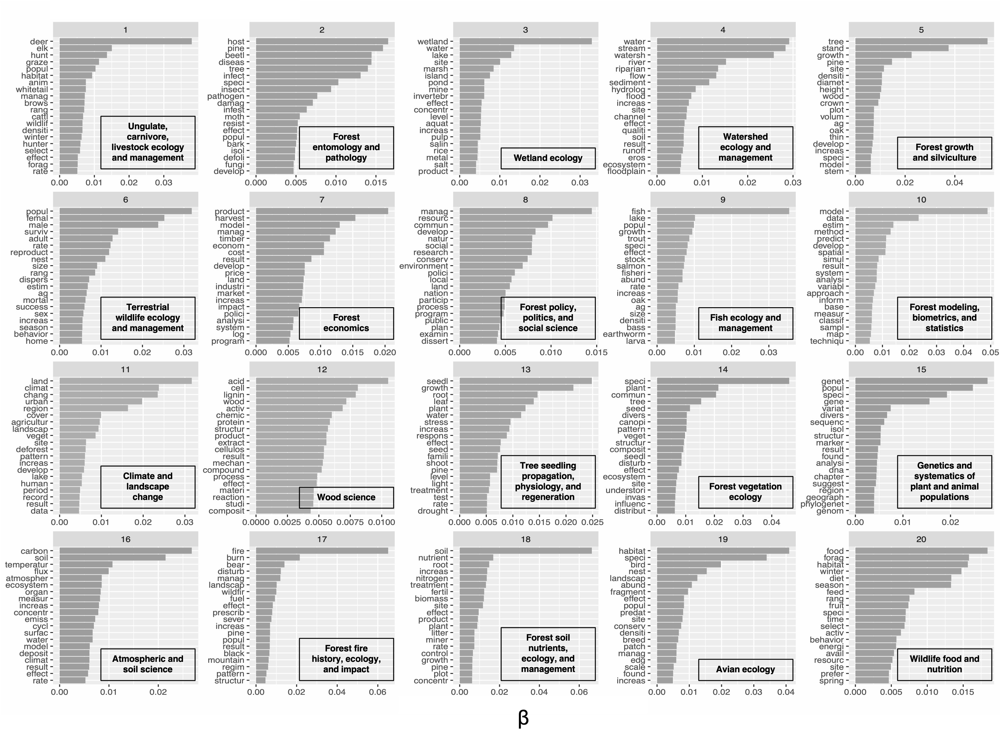 1
deer
elk
hunt
graze
popul
habitat
anim
whitetail
manag
brows
rang
cattl
wildlif
densiti
winter
hunter
select
effect
forag
rate
Ungulate,
carnivore,
livestock ecology
and management
0.00 0.01 0.02 0.03
2
host
pine
beetl
diseas
tree
infect
speci
insect
pathogen
damag
infest
moth
resist
effect
popul
bark
isol
defoli
fungi
develop
Forest
entomology and
pathology
0.000 0.005 0.010 0.015
3
wetland
water
lake
site
marsh
island
pond
mine
invertebr
effect
concentr
level
aquat
increas
pulp
salin
rice
metal
salt
product
Wetland ecology
0.00 0.01 0.02 0.03
4
water
stream
watersh
river
riparian
flow
sediment
hydrolog
flood
increas
site
channel
effect
qualiti
soil
result
runoff
eros
ecosystem
floodplain
Watershed
ecology and
management
0.00 0.01 0.02 0.03
5
tree
stand
growth
pine
site
densiti
diamet
height
wood
crown
plot
volum
ag
oak
thin
develop
increas
speci
model
stem
Forest growth
and silviculture
0.00 0.02 0.04
6
popul
femal
male
surviv
adult
rate
reproduct
nest
size
rang
dispers
estim
ag
mortal
success
sex
increas
season
behavior
home
Terrestrial
wildlife ecology
and management
0.00 0.01 0.02 0.03
7
product
harvest
model
manag
timber
econom
cost
result
develop
price
land
industri
market
increas
impact
polici
analysi
system
log
program
Forest
economics
0.000 0.005 0.010 0.015 0.020
8
manag
resourc
commun
develop
natur
social
research
conserv
environment
polici
local
land
nation
particip
process
program
public
plan
examin
dissert
Forest policy,
politics, and
social science
0.000 0.005 0.010 0.015
9
fish
lake
popul
growth
trout
speci
effect
stock
salmon
fisheri
abund
rate
increas
oak
ag
size
densiti
bass
earthworm
larva
Fish ecology and
management
0.00 0.01 0.02 0.03
10
model
data
estim
method
predict
develop
spatial
simul
result
system
analysi
variabl
approach
inform
base
measur
classif
sampl
map
techniqu
Forest modeling,
biometrics, and
statistics
0.00 0.01 0.02 0.03 0.04 0.05
11
land
climat
chang
urban
region
cover
agricultur
landscap
veget
site
deforest
pattern
increas
develop
lake
human
period
record
result
data
Climate and
landscape
change
0.00 0.01 0.02 0.03
12
acid
cell
lignin
wood
activ
chemic
protein
structur
product
extract
cellulos
result
mechan
compound
process
effect
materi
reaction
studi
composit
Wood science
0.0000 0.0025 0.0050 0.0075 0.0100
13
seedl
growth
root
leaf
plant
water
stress
increas
respons
effect
seed
famili
shoot
pine
level
light
treatment
test
rate
drought
Tree seedling
propagation,
physiology, and
regeneration
0.000 0.005 0.010 0.015 0.020 0.025
14
speci
plant
commun
tree
seed
divers
canopi
pattern
veget
structur
composit
seedl
disturb
effect
ecosystem
site
understori
invas
influenc
distribut
Forest vegetation
ecology
0.00 0.01 0.02 0.03 0.04
15
genet
popul
speci
gene
variat
divers
sequenc
isol
structur
marker
result
found
analysi
dna
chapter
suggest
region
geograph
phylogenet
genom
Genetics and
systematics of
plant and animal
populations
0.00 0.01 0.02
16
carbon
soil
temperatur
flux
atmospher
ecosystem
organ
measur
increas
concentr
emiss
cycl
surfac
water
model
deposit
climat
result
effect
rate
Atmospheric and
soil science
0.00 0.01 0.02
17
fire
burn
bear
disturb
manag
landscap
wildfir
fuel
effect
prescrib
sever
increas
pine
popul
result
black
mountain
regim
pattern
structur
Forest fire
history, ecology,
and impact
0.00 0.02 0.04 0.06
18
soil
nutrient
root
increas
nitrogen
treatment
fertil
biomass
site
effect
product
plant
litter
miner
rate
control
growth
pine
plot
concentr
Forest soil
nutrients,
ecology, and
management
0.00 0.02 0.04 0.06
19
habitat
speci
bird
nest
landscap
abund
fragment
effect
popul
predat
site
conserv
densiti
breed
patch
manag
edg
scale
found
increas
Avian ecology
0.00 0.01 0.02 0.03 0.04
20
food
forag
habitat
winter
diet
season
feed
rang
fruit
speci
time
select
activ
behavior
energi
avail
resourc
site
prefer
spring
Wildlife food and
nutrition
0.000 0.005 0.010 0.015
β